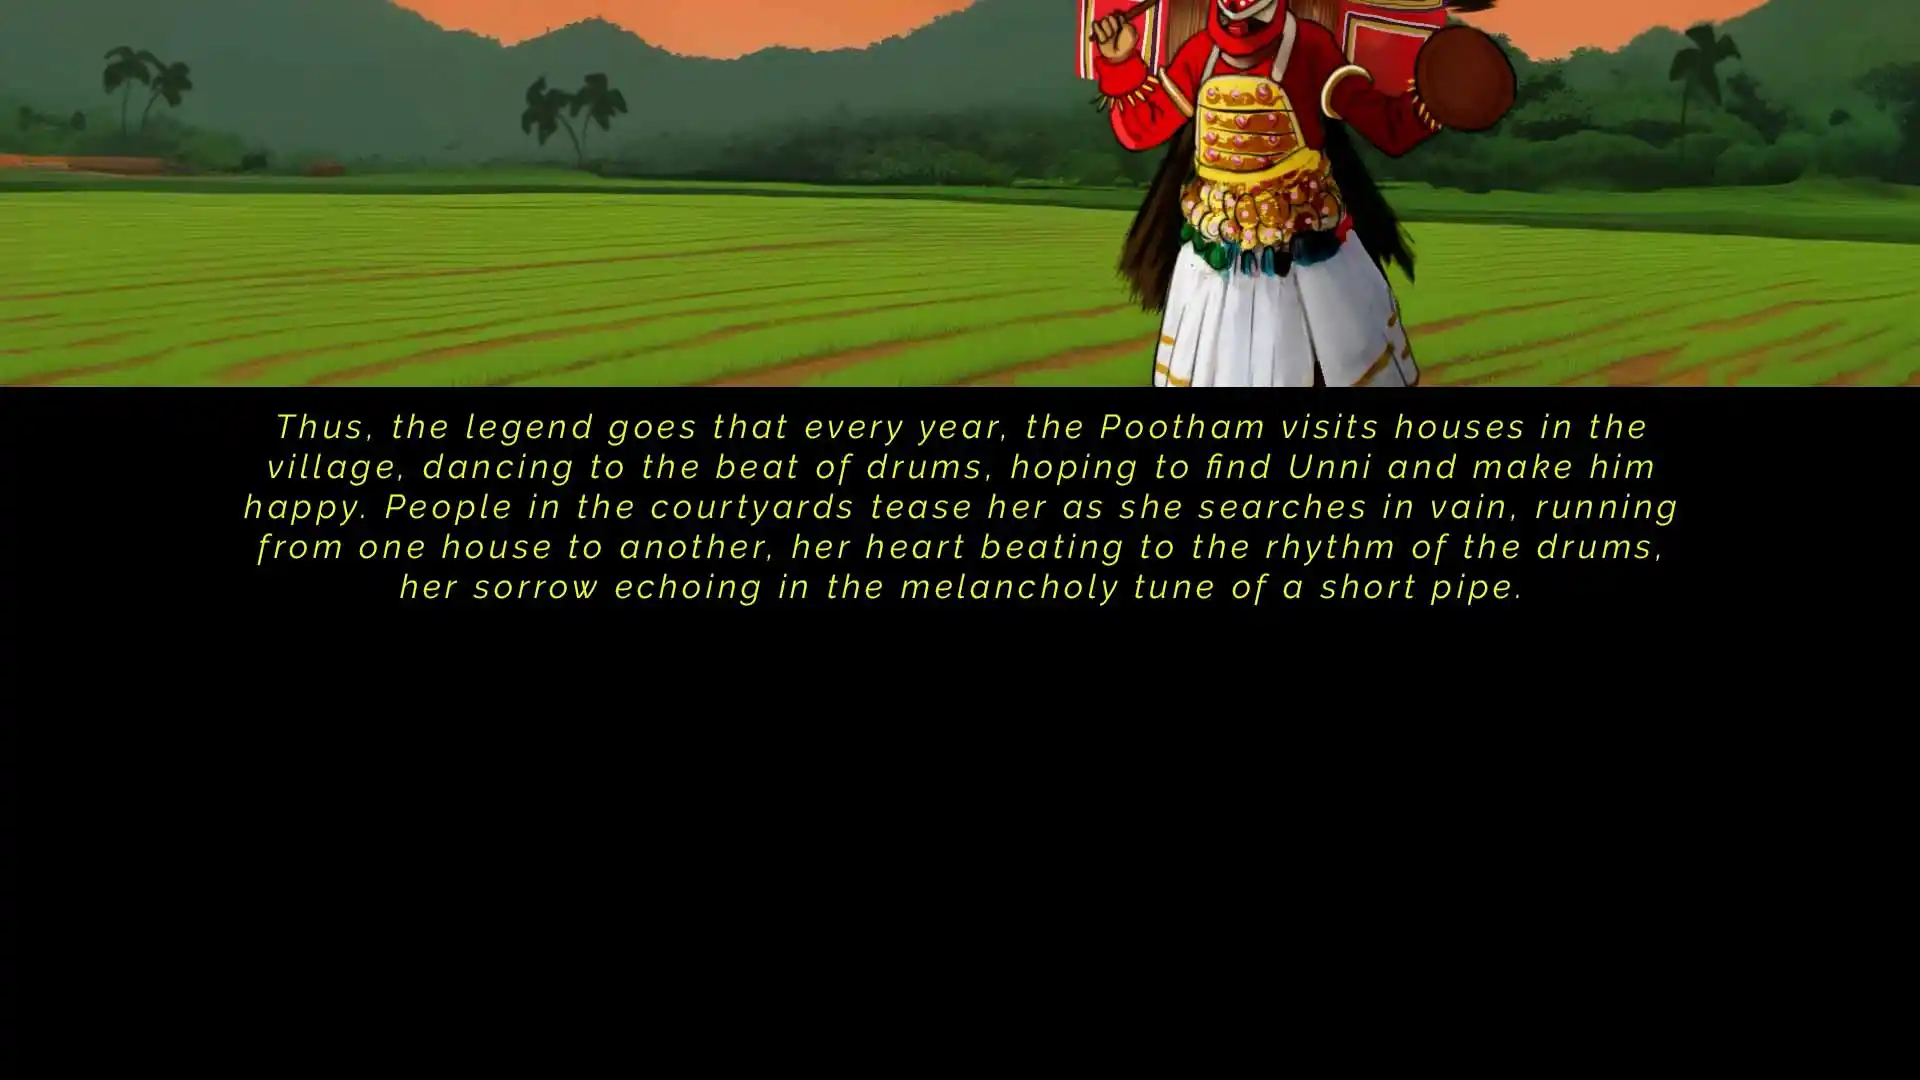 Thus, the legend goes that every year, the Pootham visits houses in the
village, dancing to the beat of drums, hoping to find Unni and make him
happy. People in the courtyards tease her as she searches in vain, running
from one house to another, her heart beating to the rhythm of the drums,
her sorrow echoing in the melancholy tune of a short pipe.